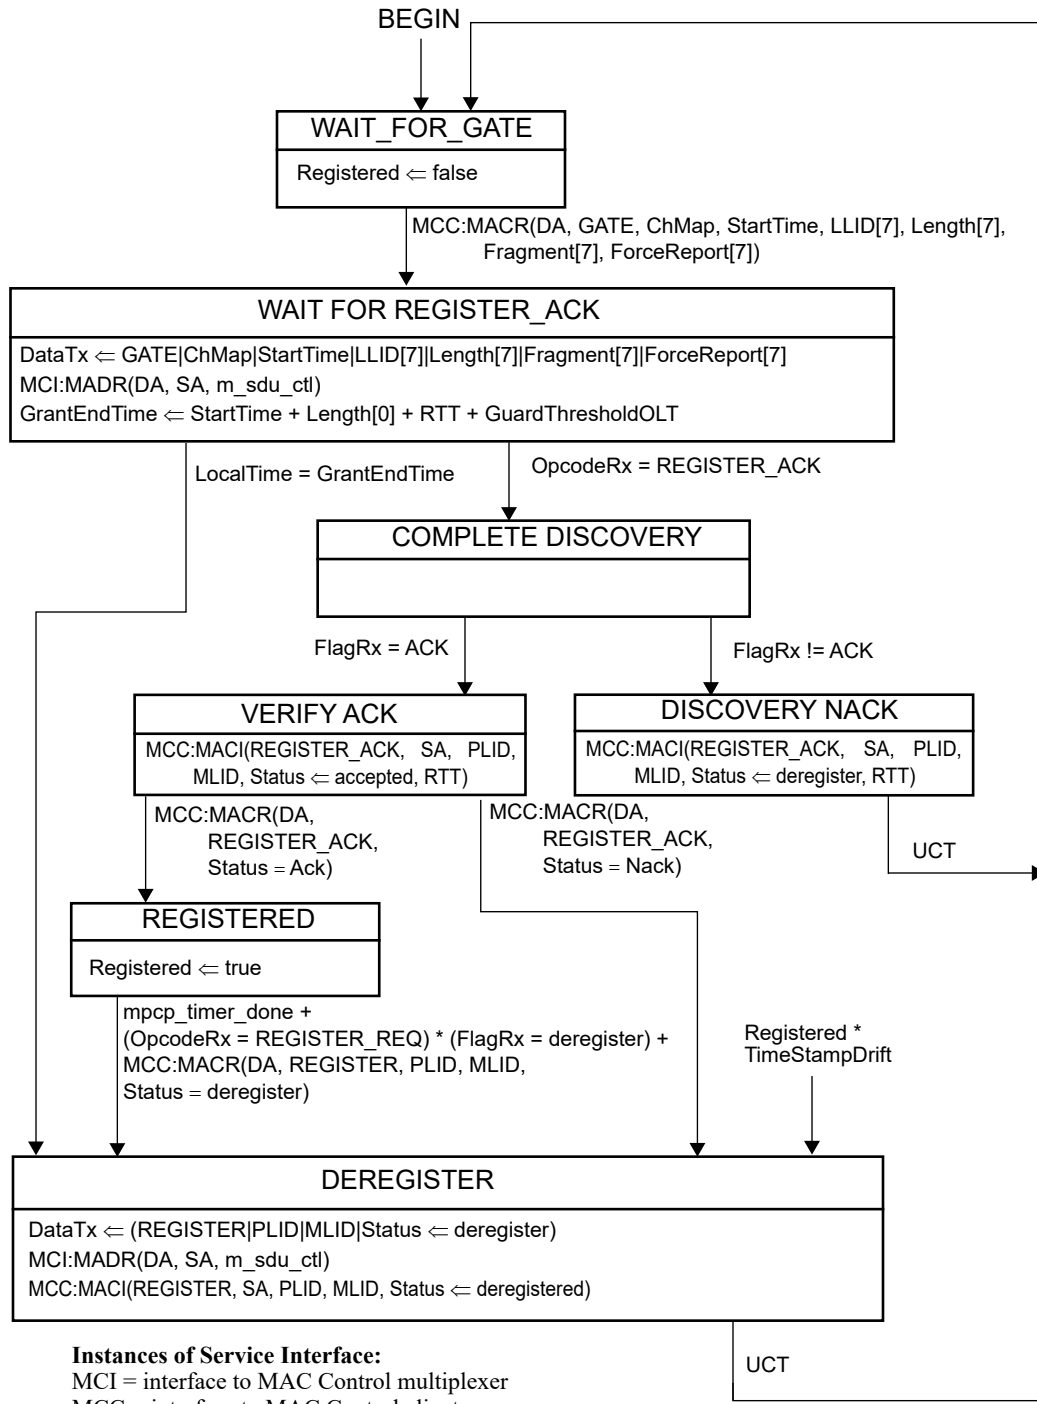 BEGIN
WAIT_FOR_GATE
Registered ⇐ false
MCC:MACR(DA, GATE, ChMap, StartTime, LLID[7], Length[7],
Fragment[7], ForceReport[7])
WAIT FOR REGISTER_ACK
DataTx ⇐ GATE|ChMap|StartTime|LLID[7]|Length[7]|Fragment[7]|ForceReport[7]
MCI:MADR(DA, SA, m_sdu_ctl)
GrantEndTime ⇐ StartTime + Length[0] + RTT + GuardThresholdOLT
LocalTime = GrantEndTime
OpcodeRx = REGISTER_ACK
COMPLETE DISCOVERY
FlagRx = ACK
FlagRx != ACK
VERIFY ACK
MCC:MACI(REGISTER_ACK, SA, PLID,
MLID, Status ⇐ accepted, RTT)
DISCOVERY NACK
MCC:MACI(REGISTER_ACK, SA, PLID,
MLID, Status ⇐ deregister, RTT)
MCC:MACR(DA,
REGISTER_ACK,
Status = Ack)
MCC:MACR(DA,
REGISTER_ACK,
Status = Nack)
UCT
REGISTERED
Registered ⇐ true
mpcp_timer_done +
(OpcodeRx = REGISTER_REQ) * (FlagRx = deregister) +
MCC:MACR(DA, REGISTER, PLID, MLID,
Status = deregister)
Registered *
TimeStampDrift
DEREGISTER
DataTx ⇐ (REGISTER|PLID|MLID|Status ⇐ deregister)
MCI:MADR(DA, SA, m_sdu_ctl)
MCC:MACI(REGISTER, SA, PLID, MLID, Status ⇐ deregistered)
UCT
Instances of Service Interface:
MCI = interface to MAC Control multiplexer